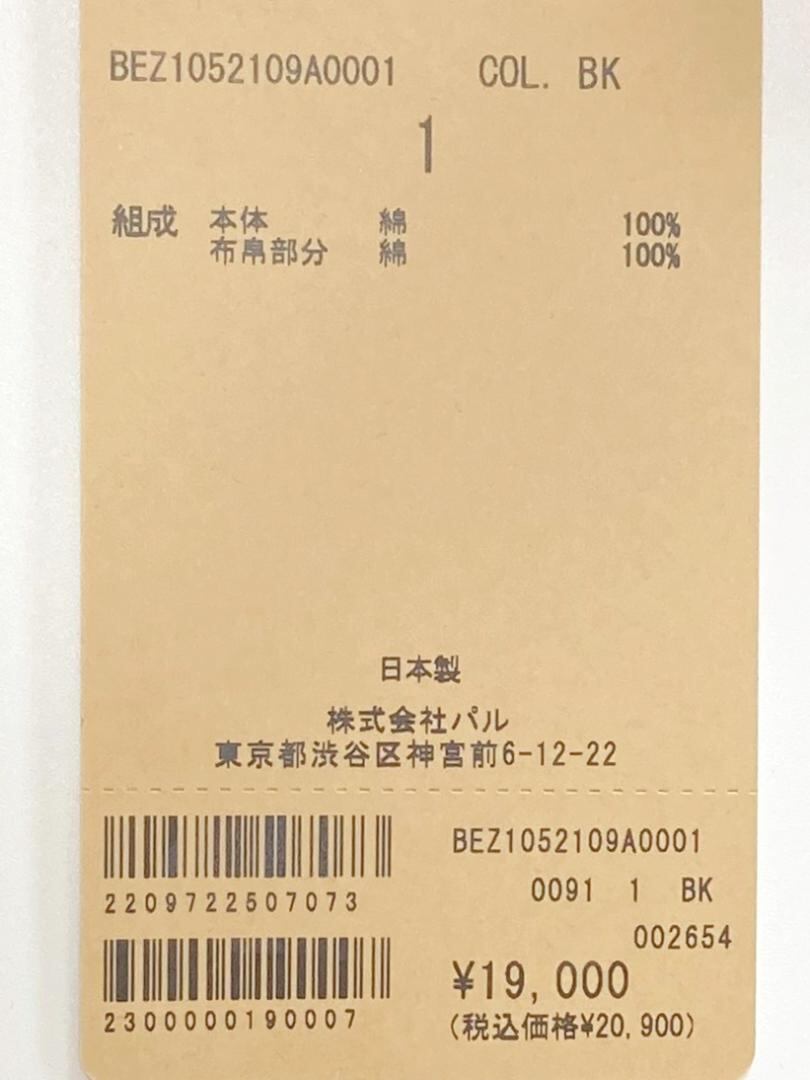 BEZ1052109A0001 COL. BK
1
組成 本体 綿 100%
布帛部分 綿 100%
日本製
株式会社パル
東京都渋谷区神宮前6-12-22
BEZ1052109A0001
2209722507073
0091 1 BK
002654
2300000190007
¥19,000
(税込価格¥20,900)